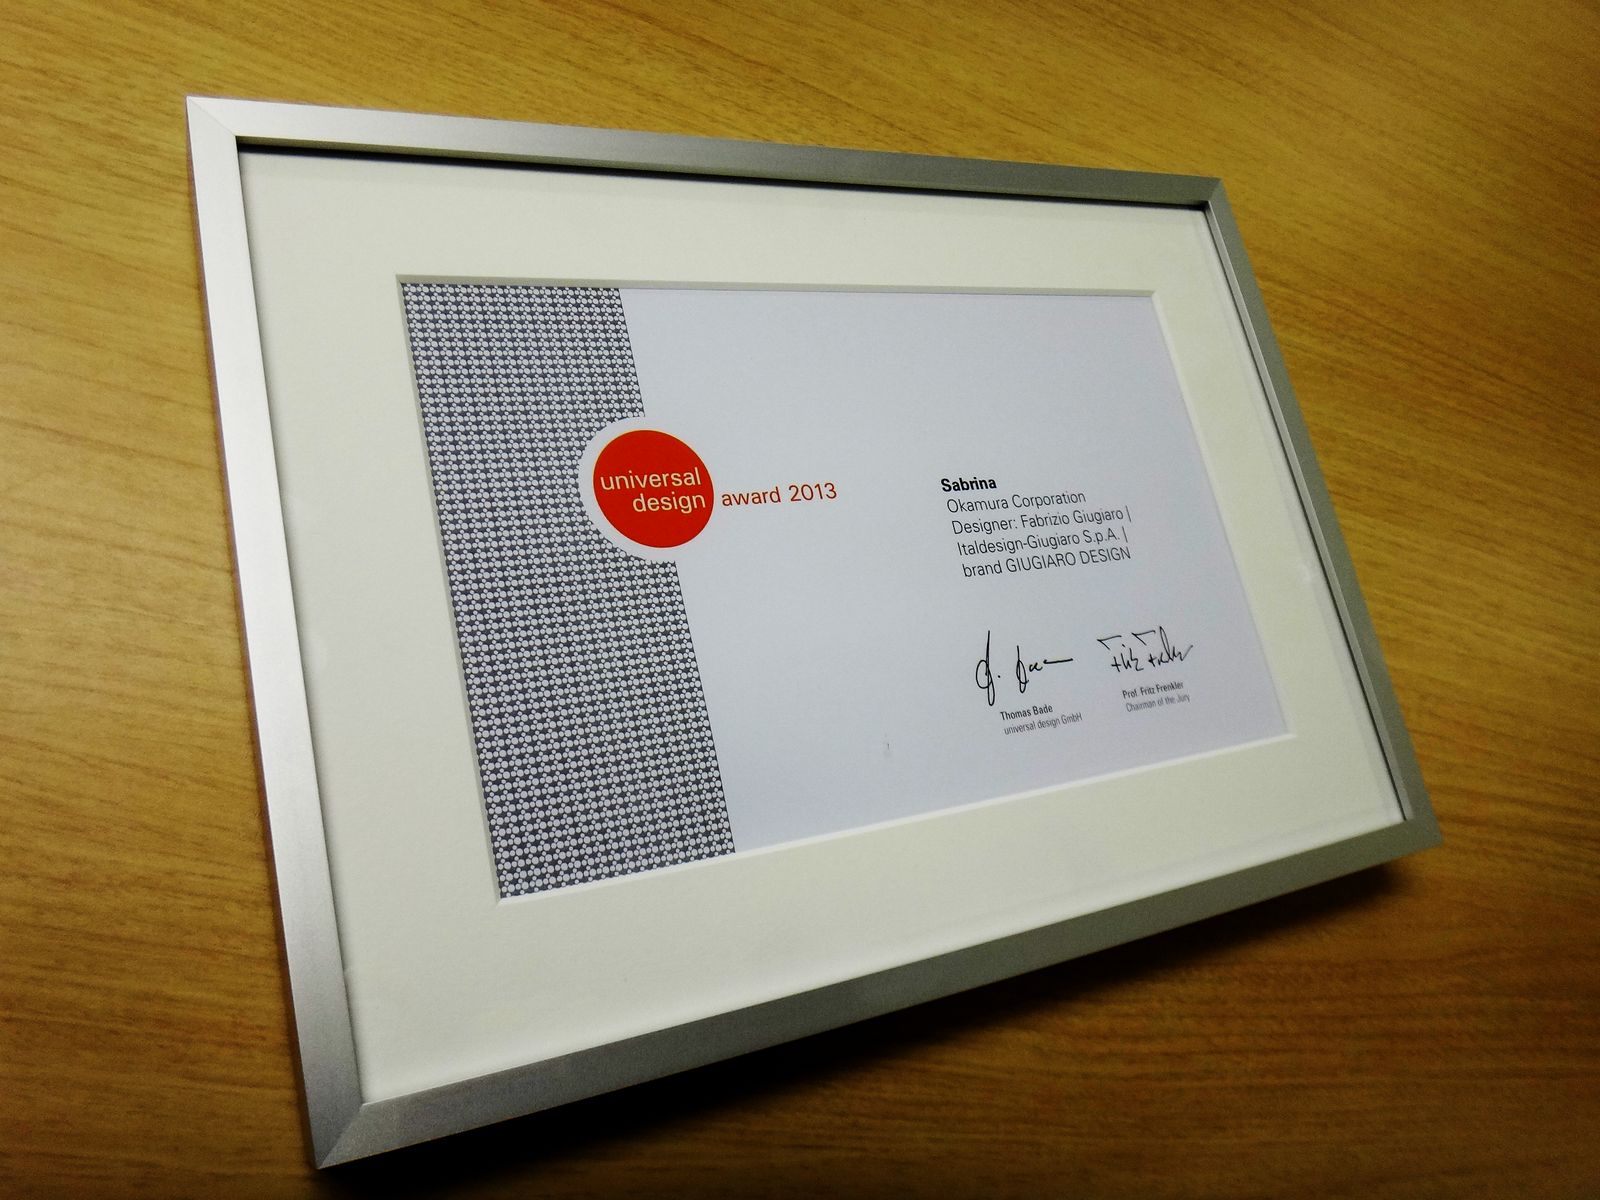 universal
design
award 2013
Sabrina
Okamura Corporation
Designer: Fabrizio Giugiaro |
Italdesign-Giugiaro S.p.A. |
brand GIUGIARO DESIGN
Thomas Bade
universal design GmbH
Prof. Fritz Frenkler
Chairman of the Jury